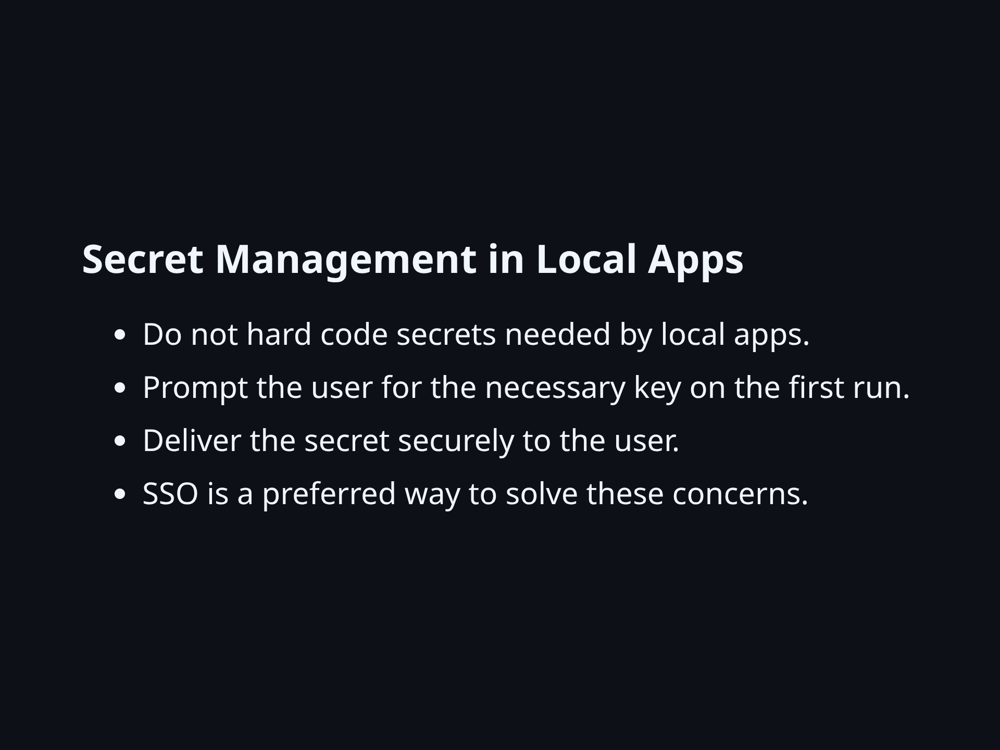 Secret Management in Local Apps
• Do not hard code secrets needed by local apps.
• Prompt the user for the necessary key on the first run.
• Deliver the secret securely to the user.
• SSO is a preferred way to solve these concerns.